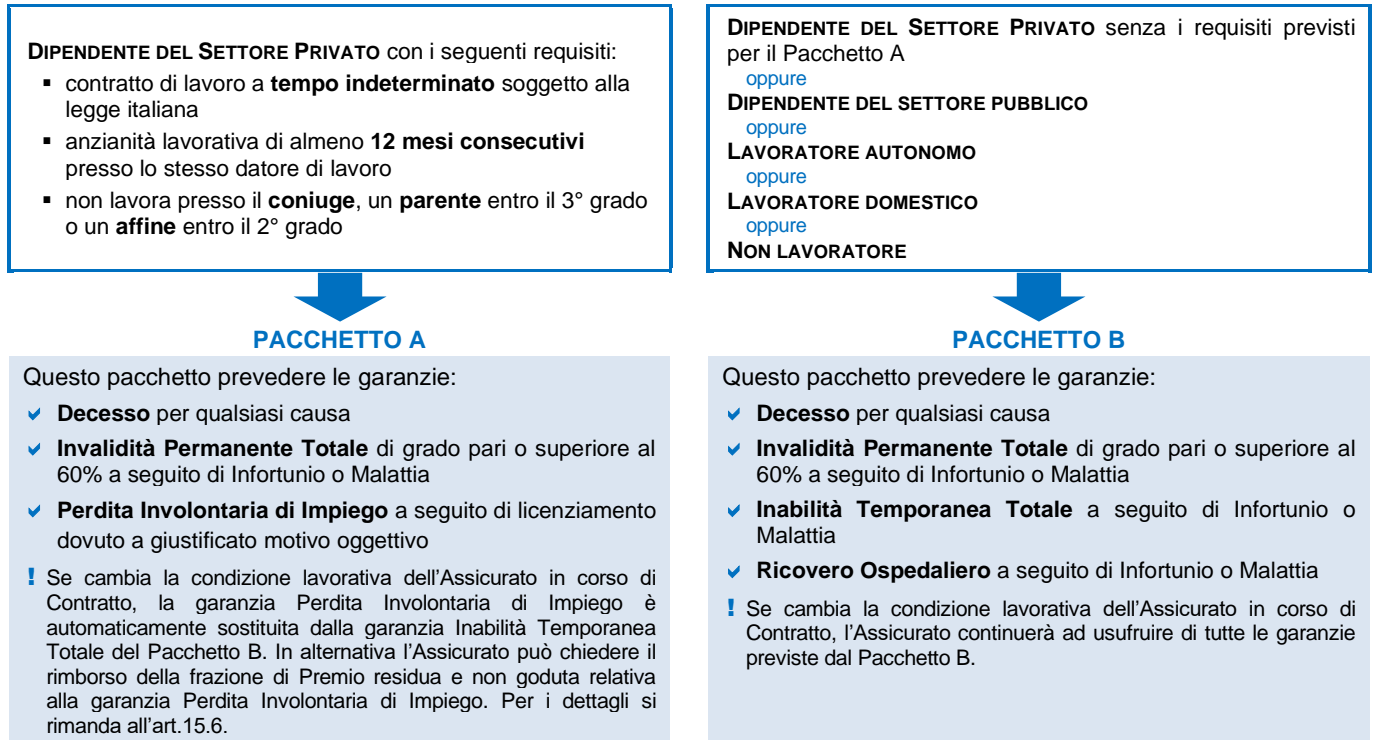 DIPENDENTE DEL SETTORE PRIVATO con i seguenti requisiti:
▪ contratto di lavoro a tempo indeterminato soggetto alla
legge italiana
▪ anzianità lavorativa di almeno 12 mesi consecutivi
presso lo stesso datore di lavoro
▪ non lavora presso il coniuge, un parente entro il 3° grado
o un affine entro il 2° grado
PACCHETTO A
Questo pacchetto prevedere le garanzie:
✓ Decesso per qualsiasi causa
✓ Invalidità Permanente Totale di grado pari o superiore al
60% a seguito di Infortunio o Malattia
✓ Perdita Involontaria di Impiego a seguito di licenziamento
dovuto a giustificato motivo oggettivo
! Se cambia la condizione lavorativa dell'Assicurato in corso di
Contratto, la garanzia Perdita Involontaria di Impiego è
automaticamente sostituita dalla garanzia Inabilità Temporanea
Totale del Pacchetto B. In alternativa l'Assicurato può chiedere il
rimborso della frazione di Premio residua e non goduta relativa
alla garanzia Perdita Involontaria di Impiego. Per i dettagli si
rimanda all'art.15.6.
DIPENDENTE DEL SETTORE PRIVATO senza i requisiti previsti
per il Pacchetto A
oppure
DIPENDENTE DEL SETTORE PUBBLICO
oppure
LAVORATORE AUTONOMO
oppure
LAVORATORE DOMESTICO
oppure
NON LAVORATORE
PACCHETTO B
Questo pacchetto prevedere le garanzie:
✓ Decesso per qualsiasi causa
✓ Invalidità Permanente Totale di grado pari o superiore al
60% a seguito di Infortunio o Malattia
✓ Inabilità Temporanea Totale a seguito di Infortunio o
Malattia
✓ Ricovero Ospedaliero a seguito di Infortunio o Malattia
! Se cambia la condizione lavorativa dell'Assicurato in corso di
Contratto, l'Assicurato continuerà ad usufruire di tutte le garanzie
previste dal Pacchetto B.